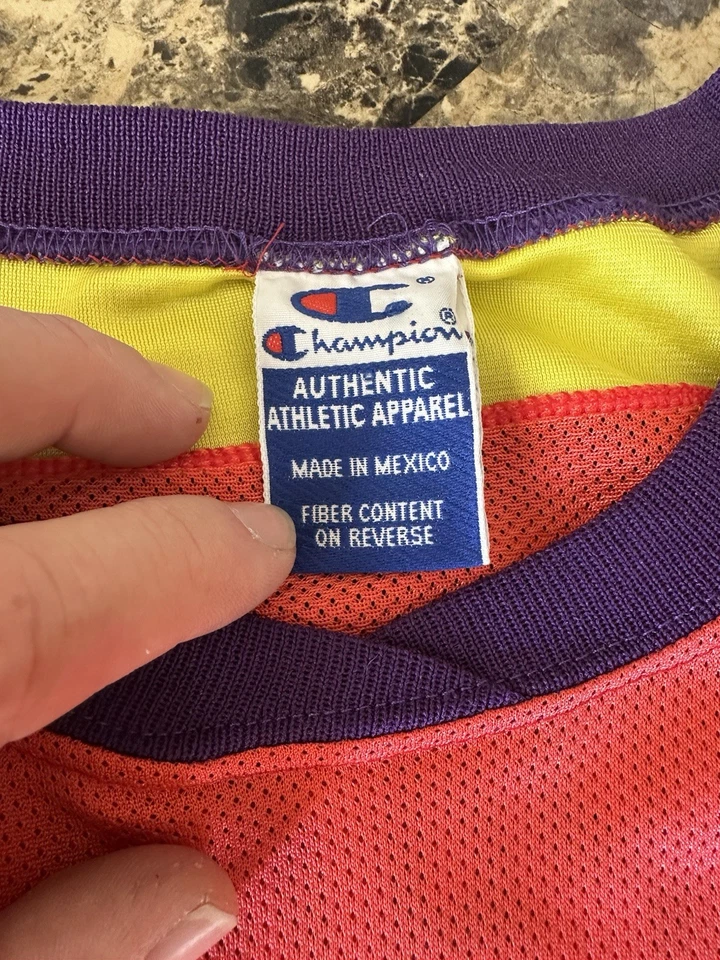 Champion®
AUTHENTIC
ATHLETIC APPAREL
MADE IN MEXICO
FIBER CONTENT
ON REVERSE